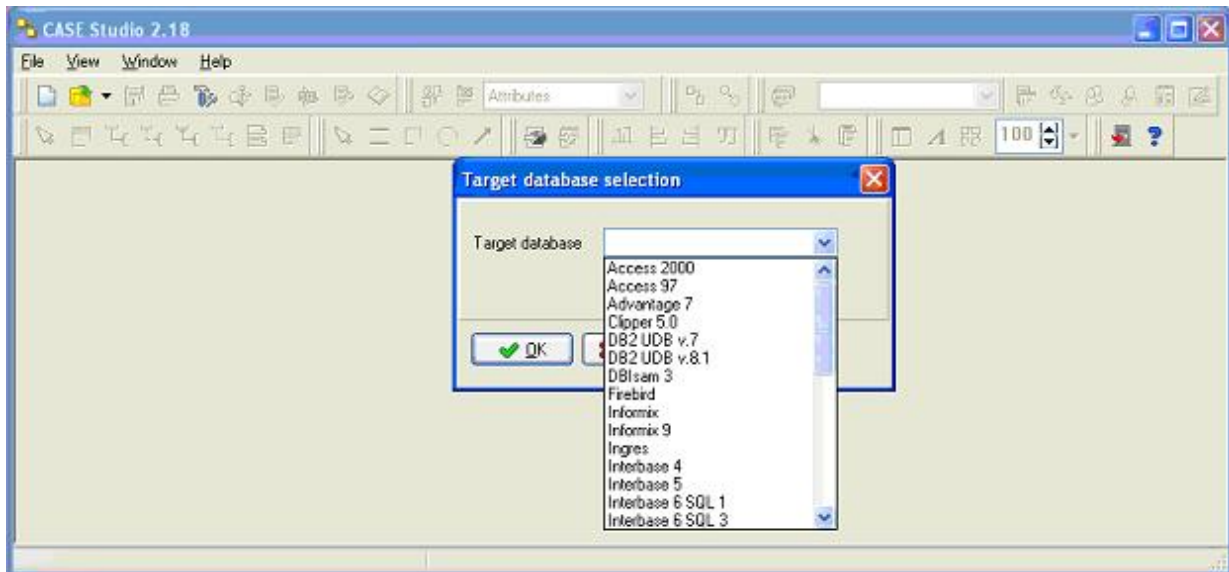 CASE Studio 2.18
File View Window Help
Attributes
100
Target database selection
Target database
Access 2000
Access 97
Advantage 7
Clipper 5.0
DB2 UDB v.7
DB2 UDB v.8.1
DBIsam 3
Firebird
Informix
Informix 9
Ingres
Interbase 4
Interbase 5
Interbase 6 SQL 1
Interbase 6 SQL 3
OK